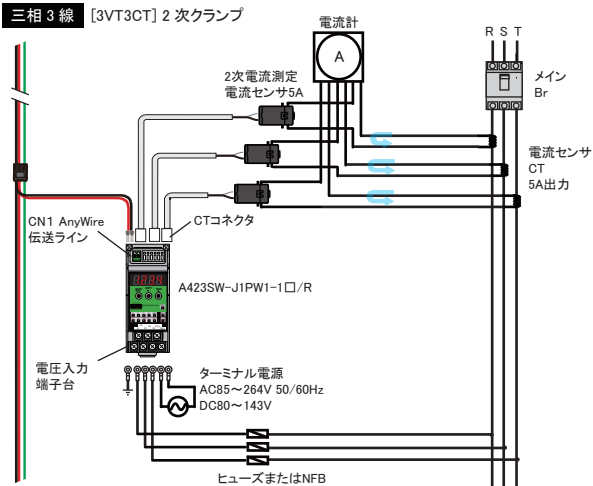 三相3線 [3VT3CT] 2次クランプ
電流計
A
R S T
メイン
Br
2次電流測定
電流センサ5A
電流センサ
CT
5A出力
CN1 AnyWire
伝送ライン
CTコネクタ
A423SW-J1PW1-1□/R
電圧入力
端子台
ターミナル電源
AC85～264V 50/60Hz
DC80～143V
ヒューズまたはNFB